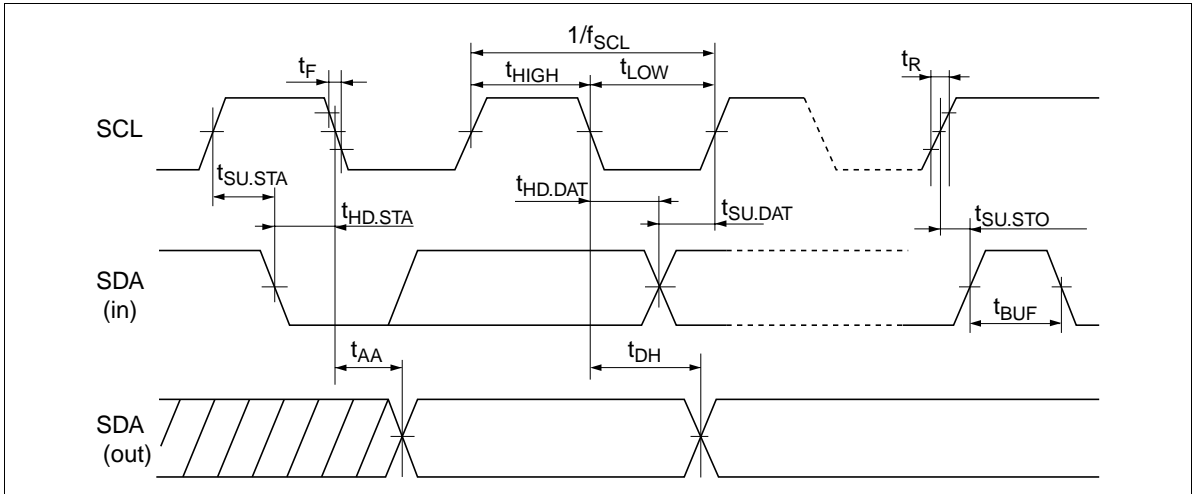 1/fSCL
tF
tHIGH
tLOW
tR
SCL
tSU.STA
tHD.DAT
tHD.STA
tSU.DAT
tSU.STO
SDA
(in)
tBUF
tAA
tDH
SDA
(out)